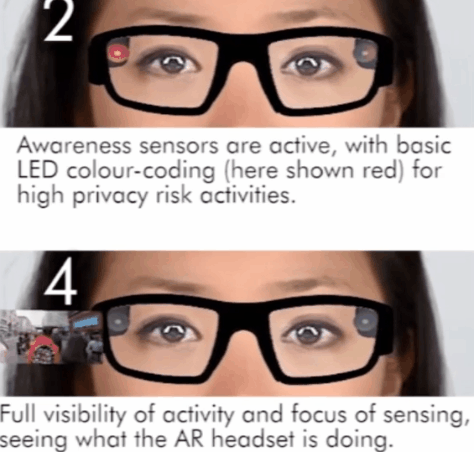 2
Awareness sensors are active, with basic
LED colour-coding (here shown red) for
high privacy risk activities.
4
Full visibility of activity and focus of sensing,
seeing what the AR headset is doing.